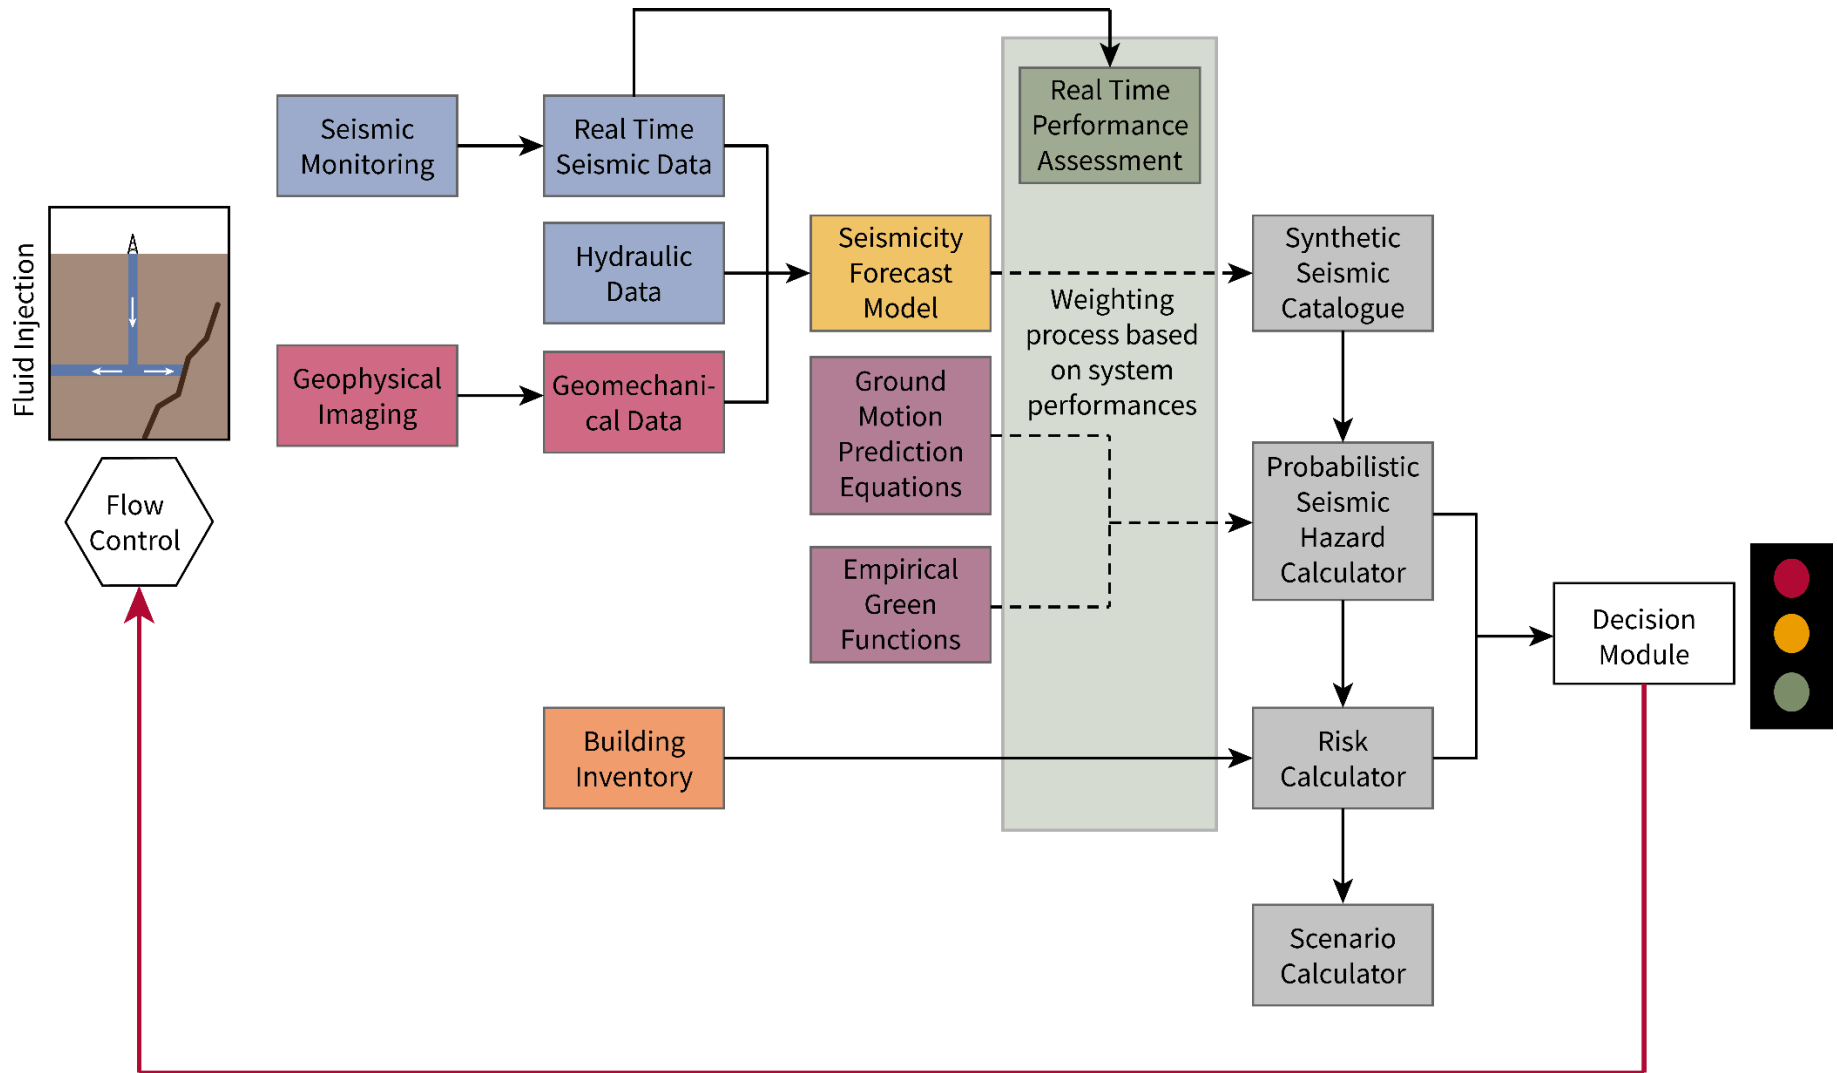 Fluid Injection
Flow
Control
Seismic
Monitoring
Real Time
Seismic Data
Hydraulic
Data
Geophysical
Imaging
Geomechani-
cal Data
Building
Inventory
Seismicity
Forecast
Model
Ground
Motion
Prediction
Equations
Empirical
Green
Functions
Real Time
Performance
Assessment
Weighting
process based
on system
performances
Synthetic
Seismic
Catalogue
Probabilistic
Seismic
Hazard
Calculator
Risk
Calculator
Scenario
Calculator
Decision
Module